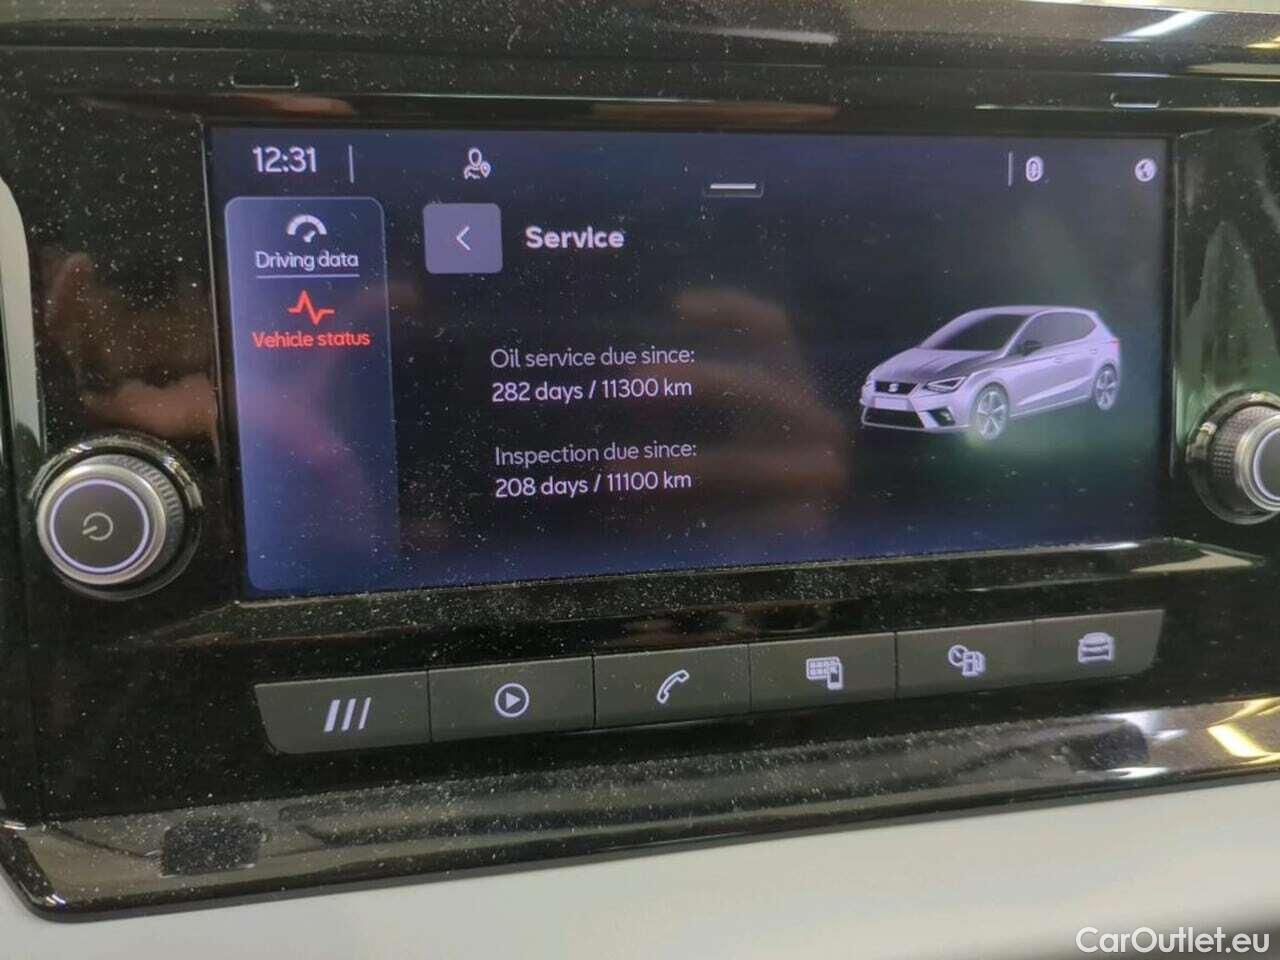 12:31
Driving data
Vehicle status
Service
Oil service due since:
282 days / 11300 km
Inspection due since:
208 days / 11100 km
CarOutlet.eu